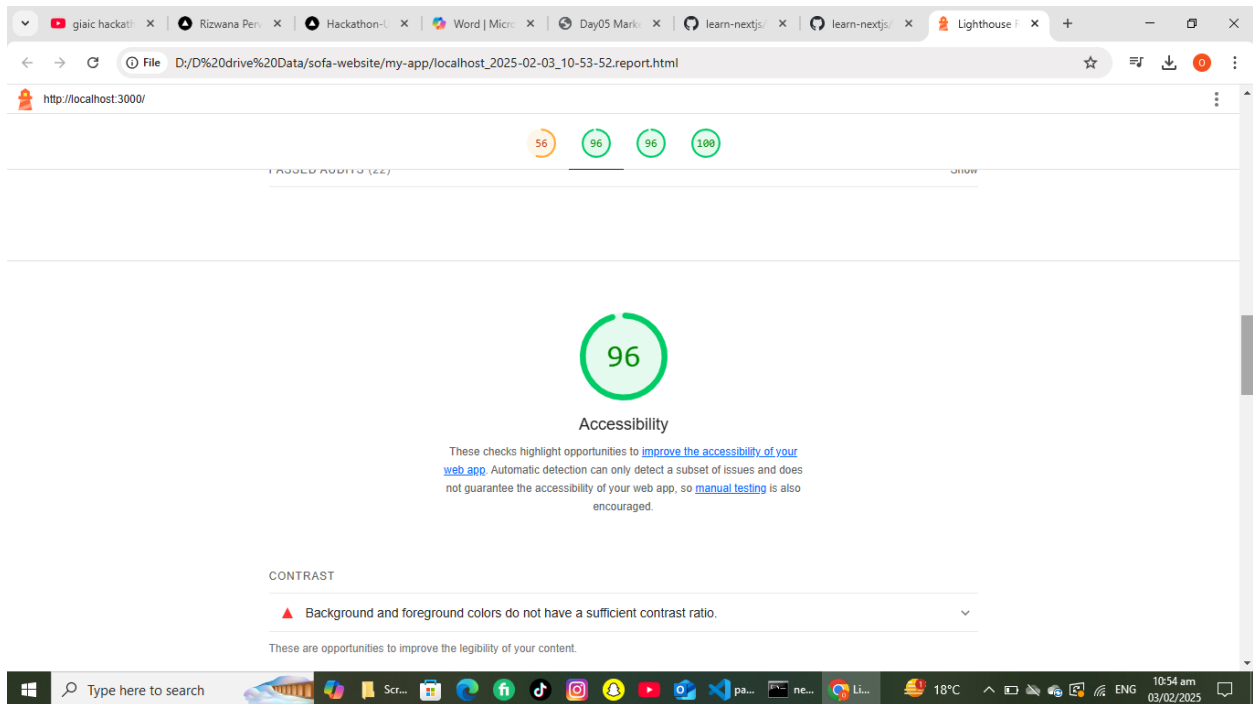 giaic hackath
Rizwana Perv
Hackathon-U
Word | Micro
Day05 Marke
learn-nextjs/
learn-nextjs/
Lighthouse R
File
D:/D%20drive%20Data/sofa-website/my-app/localhost_2025-02-03_10-53-52.report.html
O
http://localhost:3000/
56
96
96
100
PASSED AUDITS (22)
Show
96
Accessibility
These checks highlight opportunities to improve the accessibility of your
web app. Automatic detection can only detect a subset of issues and does
not guarantee the accessibility of your web app, so manual testing is also
encouraged.
CONTRAST
Background and foreground colors do not have a sufficient contrast ratio.
These are opportunities to improve the legibility of your content.
Type here to search
Scr...
pa...
ne...
Li...
18°C
ENG
10:54 am
03/02/2025